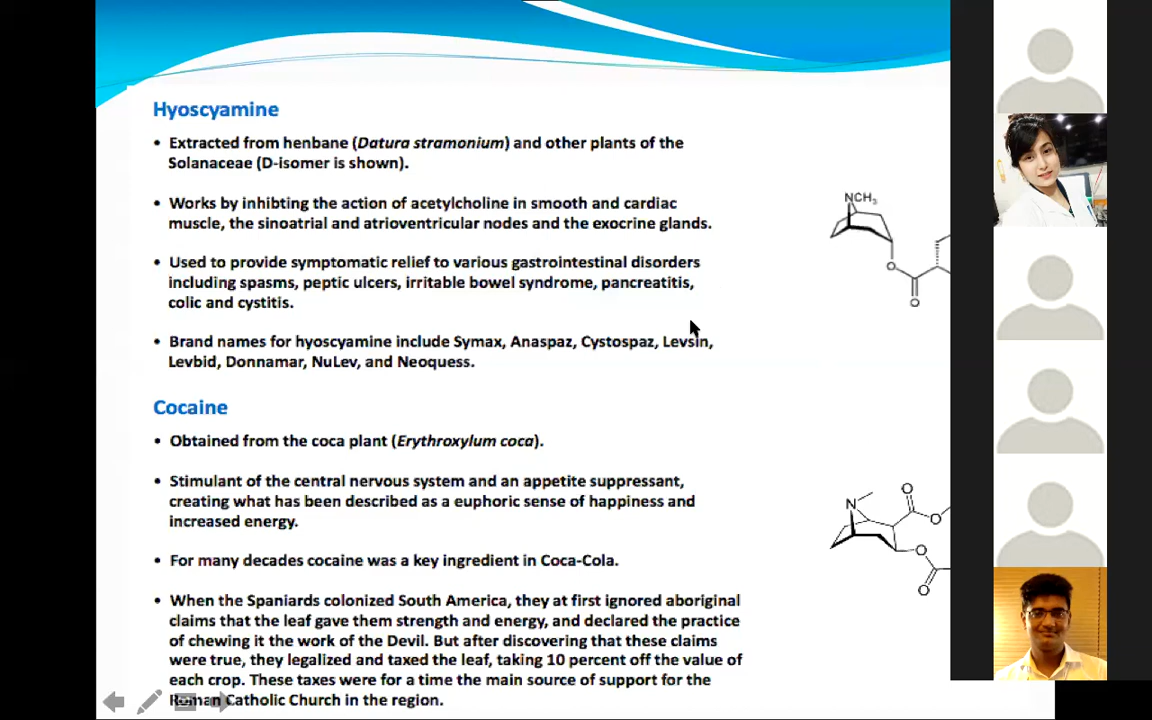 Hyoscyamine
• Extracted from henbane (Datura stramonium) and other plants of the
Solanaceae (D-isomer is shown).
• Works by inhibting the action of acetylcholine in smooth and cardiac
muscle, the sinoatrial and atrioventricular nodes and the exocrine glands.
• Used to provide symptomatic relief to various gastrointestinal disorders
including spasms, peptic ulcers, irritable bowel syndrome, pancreatitis,
colic and cystitis.
• Brand names for hyoscyamine include Symax, Anaspaz, Cystospaz, Levsin,
Levbid, Donnamar, NuLev, and Neoquess.
NCH3
O
O
Cocaine
• Obtained from the coca plant (Erythroxylum coca).
• Stimulant of the central nervous system and an appetite suppressant,
creating what has been described as a euphoric sense of happiness and
increased energy.
• For many decades cocaine was a key ingredient in Coca-Cola.
• When the Spaniards colonized South America, they at first ignored aboriginal
claims that the leaf gave them strength and energy, and declared the practice
of chewing it the work of the Devil. But after discovering that these claims
were true, they legalized and taxed the leaf, taking 10 percent off the value of
each crop. These taxes were for a time the main source of support for the
Roman Catholic Church in the region.
O
N
O
O
O